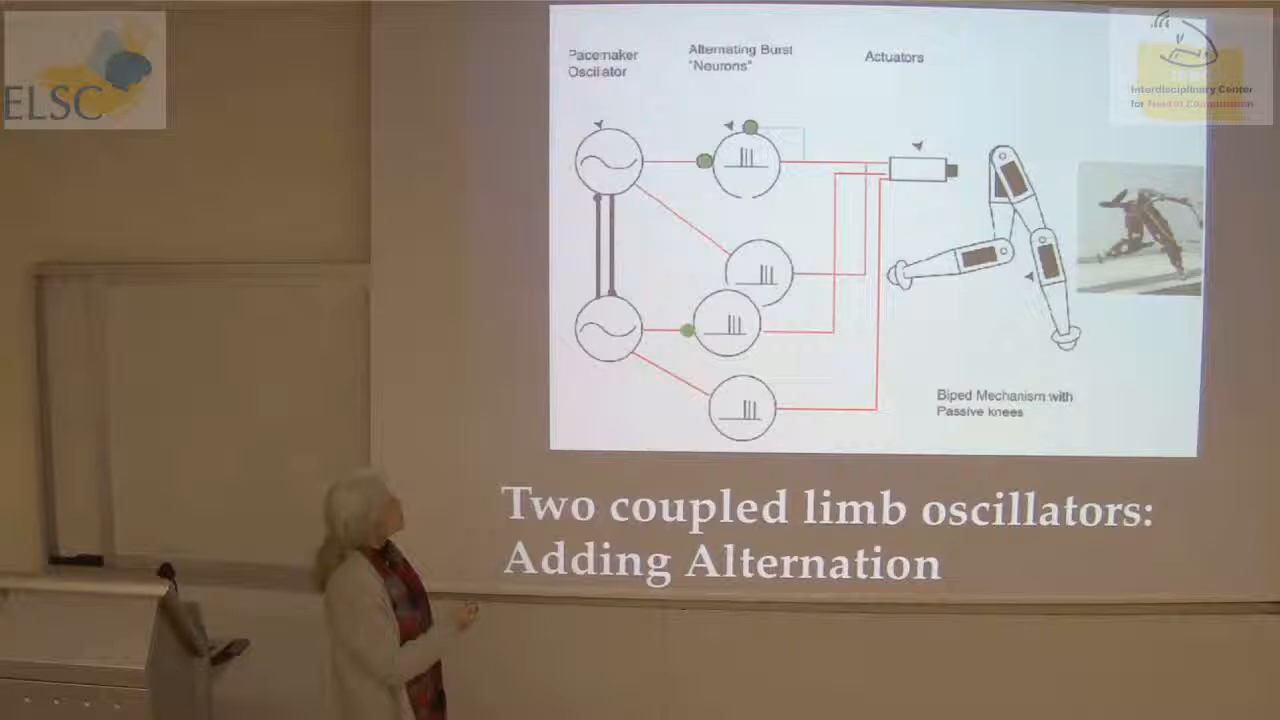 ELSC
Pacemaker
Oscillator
Alternating Burst
"Neurons"
Actuators
Interdisciplinary Center
for Neural Computation
Biped Mechanism with
Passive knees
Two coupled limb oscillators:
Adding Alternation